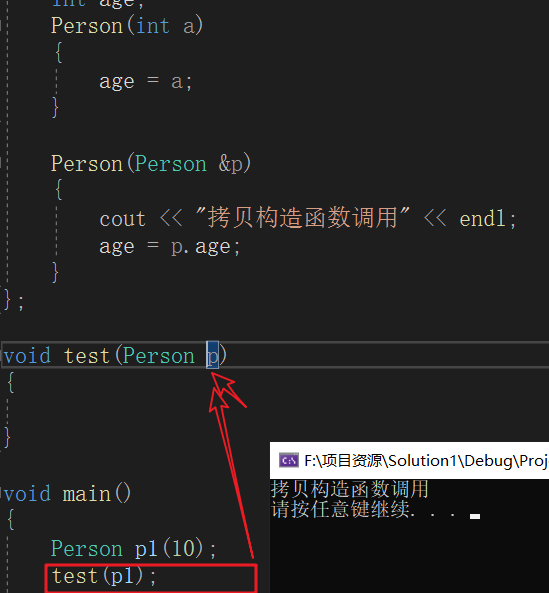 int age;
Person(int a)
{
age = a;
}
Person(Person &p)
{
cout << "拷贝构造函数调用" << endl;
age = p.age;
}
};
void test(Person p)
{
}
void main()
{
Person p1(10);
test(p1);
F:\项目资源\Solution1\Debug\Proj
拷贝构造函数调用
请按任意键继续. . .